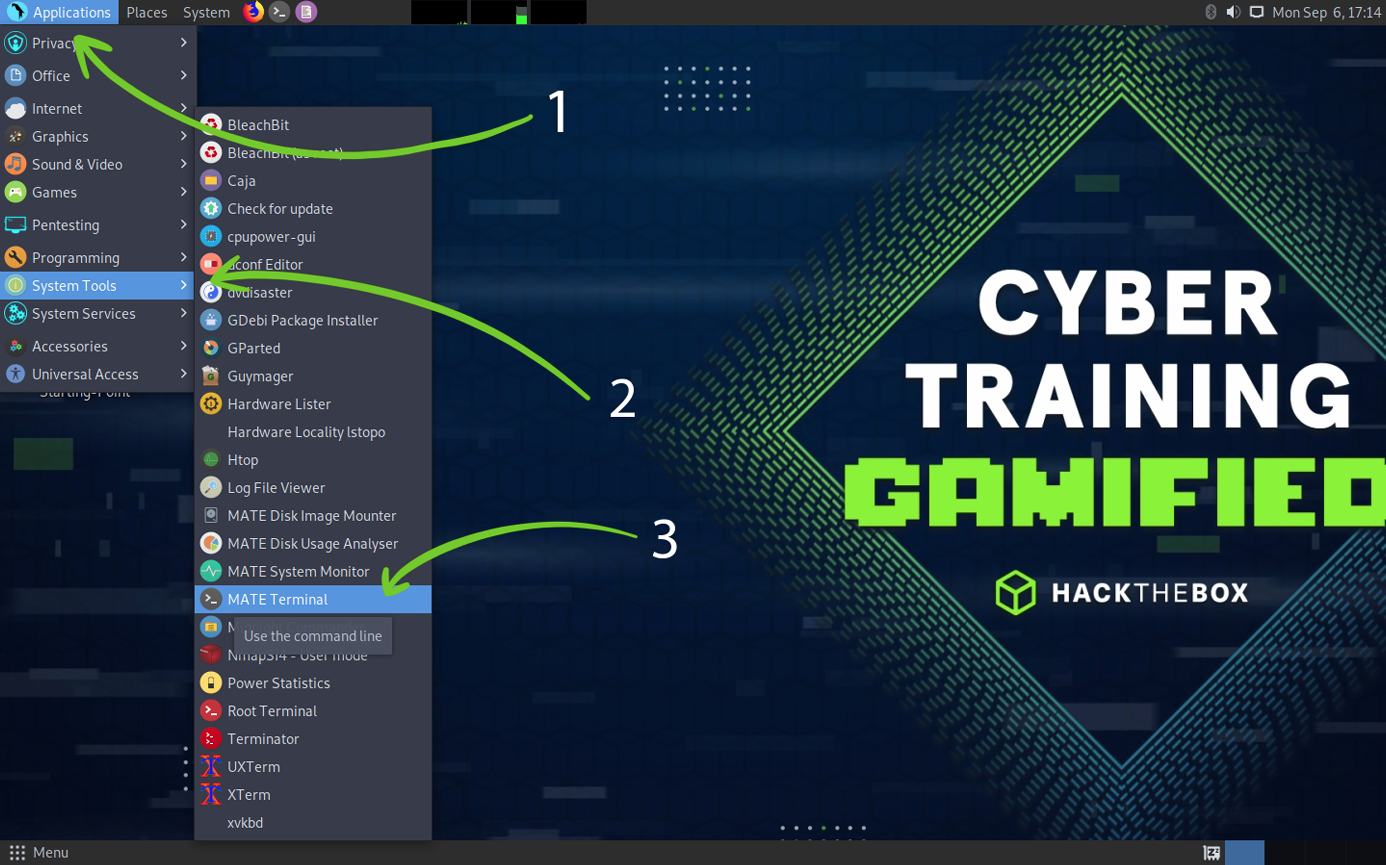 Applications Places System Mon Sep 6, 17:14
Privacy
Office
Internet
Graphics
Sound & Video
Games
Pentesting
Programming
System Tools
System Services
Accessories
Universal Access
Starting-Point
BleachBit
BleachBit (as root)
Caja
Check for update
cpupower-gui
dconf Editor
dvdisaster
GDebi Package Installer
GParted
Guymager
Hardware Lister
Hardware Locality lstopo
Htop
Log File Viewer
MATE Disk Image Mounter
MATE Disk Usage Analyser
MATE System Monitor
MATE Terminal
Use the command line
NmapSI4 - User mode
Power Statistics
Root Terminal
Terminator
UXTerm
XTerm
xvkbd
1
2
3
CYBER
TRAINING
GAMIFIED
HACKTHEBOX
Menu